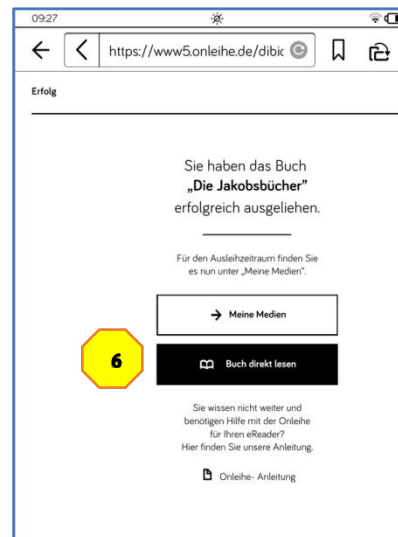 09:27
https://www5.onleihe.de/dibic
Erfolg
Sie haben das Buch
„Die Jakobsbücher”
erfolgreich ausgeliehen.
Für den Ausleihzeitraum finden Sie
es nun unter „Meine Medien”.
→ Meine Medien
6
Buch direkt lesen
Sie wissen nicht weiter und
benötigen Hilfe mit der Onleihe
für Ihren eReader?
Hier finden Sie unsere Anleitung.
Onleihe- Anleitung